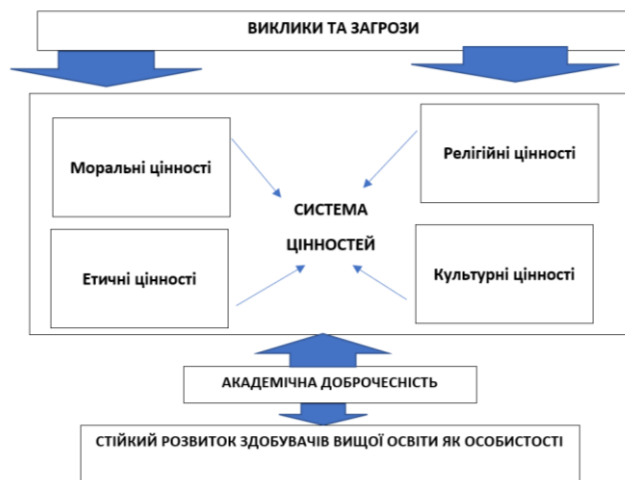 ВИКЛИКИ ТА ЗАГРОЗИ
Моральні цінності
Релігійні цінності
СИСТЕМА
ЦІННОСТЕЙ
Етичні цінності
Культурні цінності
АКАДЕМІЧНА ДОБРОЧЕСНІСТЬ
СТІЙКИЙ РОЗВИТОК ЗДОБУВАЧІВ ВИЩОЇ ОСВІТИ ЯК ОСОБИСТОСТІ